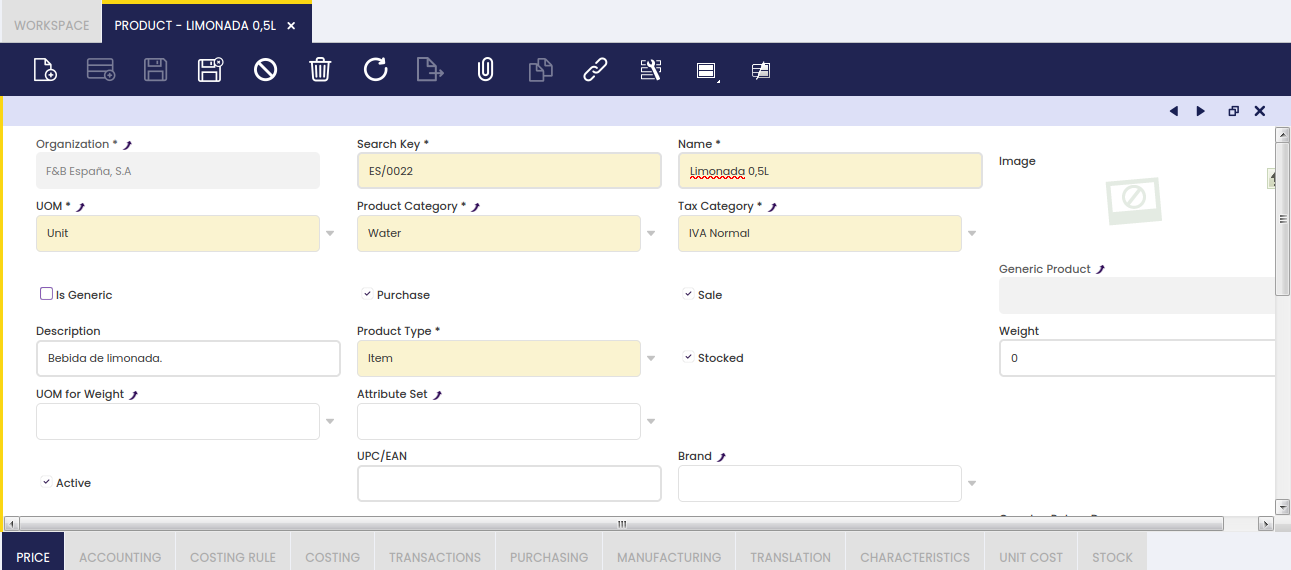 WORKSPACE PRODUCT - LIMONADA 0,5L
Organization * Search Key * Name * Image
F&B España, S.A ES/0022 Limonada 0,5L
UOM * Product Category * Tax Category *
Unit Water IVA Normal
Generic Product
Is Generic Purchase Sale
Description Product Type * Weight
Bebida de limonada. Item Stocked 0
UOM for Weight Attribute Set
UPC/EAN Brand
Active
PRICE ACCOUNTING COSTING RULE COSTING TRANSACTIONS PURCHASING MANUFACTURING TRANSLATION CHARACTERISTICS UNIT COST STOCK